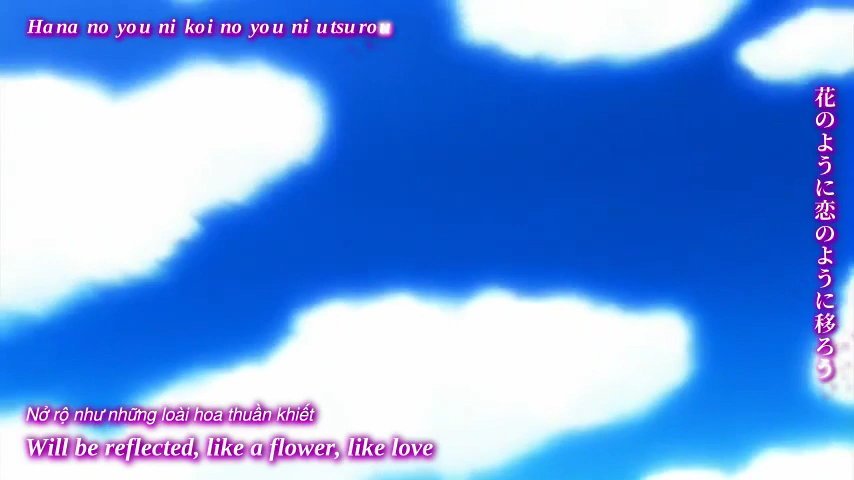 Hana no you ni koi no you ni utsurou
花のように恋のように移ろう
Nở rộ như những loài hoa thuần khiết
Will be reflected, like a flower, like love